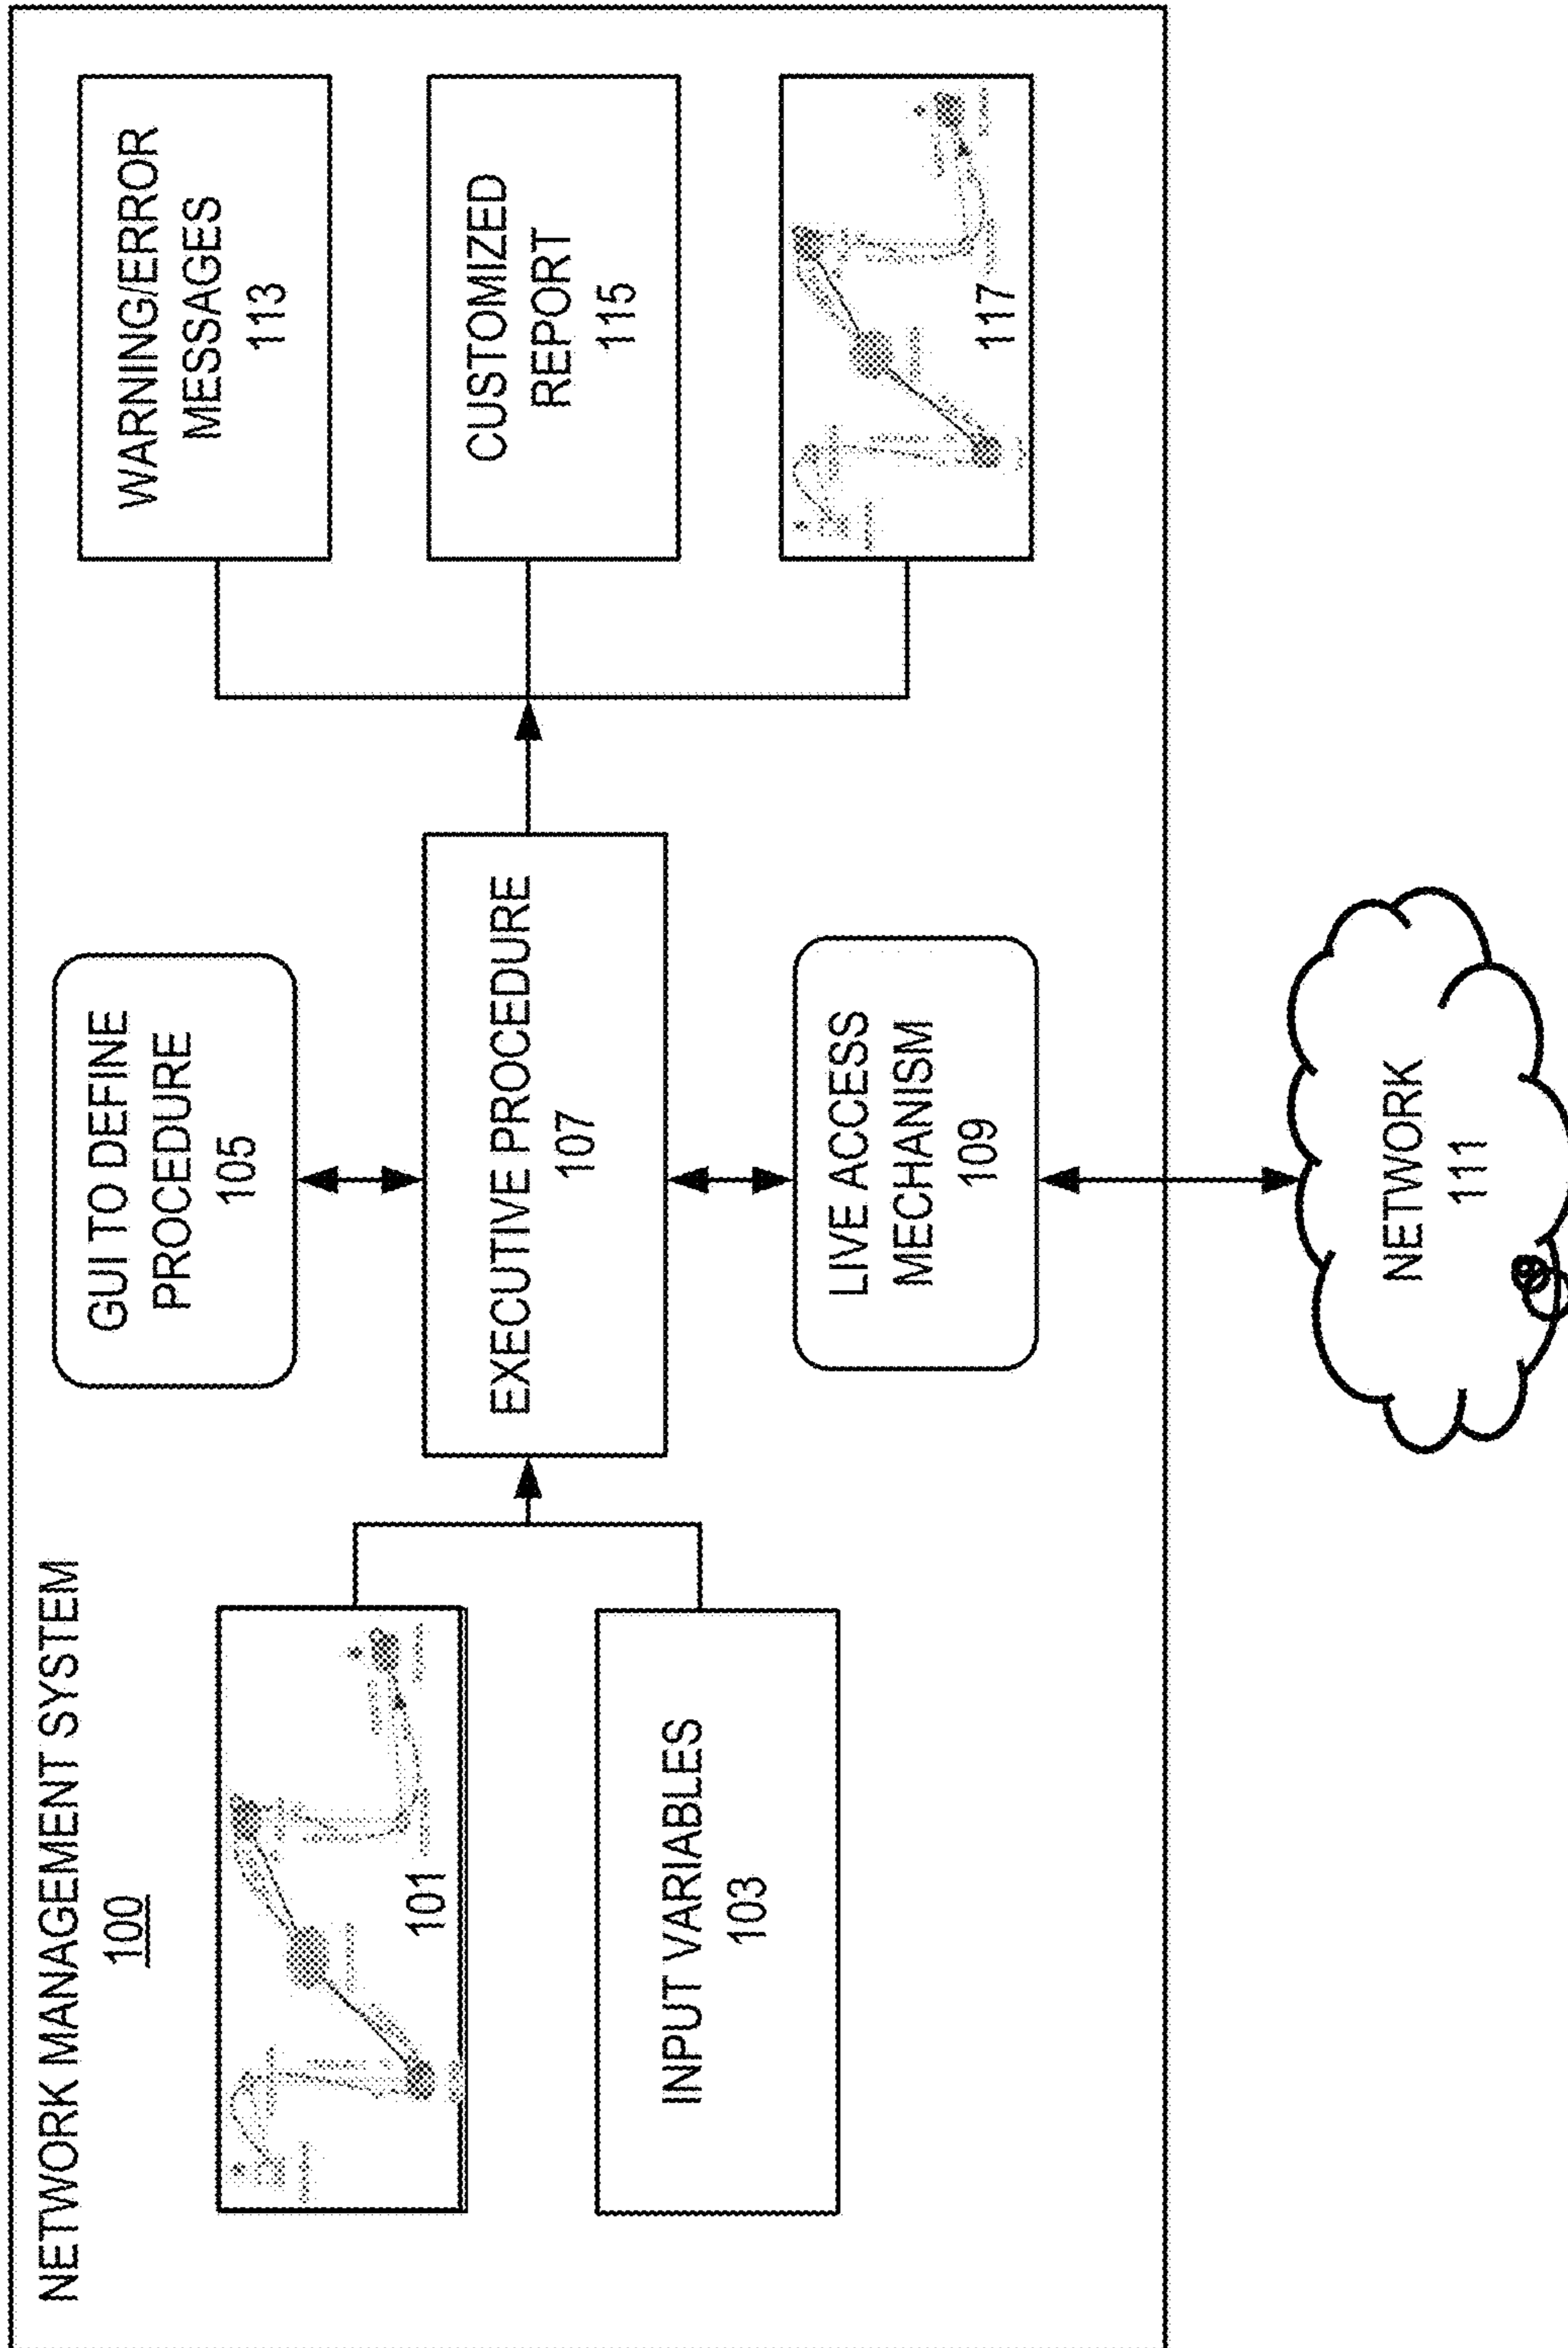 NETWORK MANAGEMENT SYSTEM
100
101
INPUT VARIABLES
103
GUI TO DEFINE
PROCEDURE
105
EXECUTIVE PROCEDURE
107
LIVE ACCESS
MECHANISM
109
NETWORK
111
WARNING/ERROR
MESSAGES
113
CUSTOMIZED
REPORT
115
117